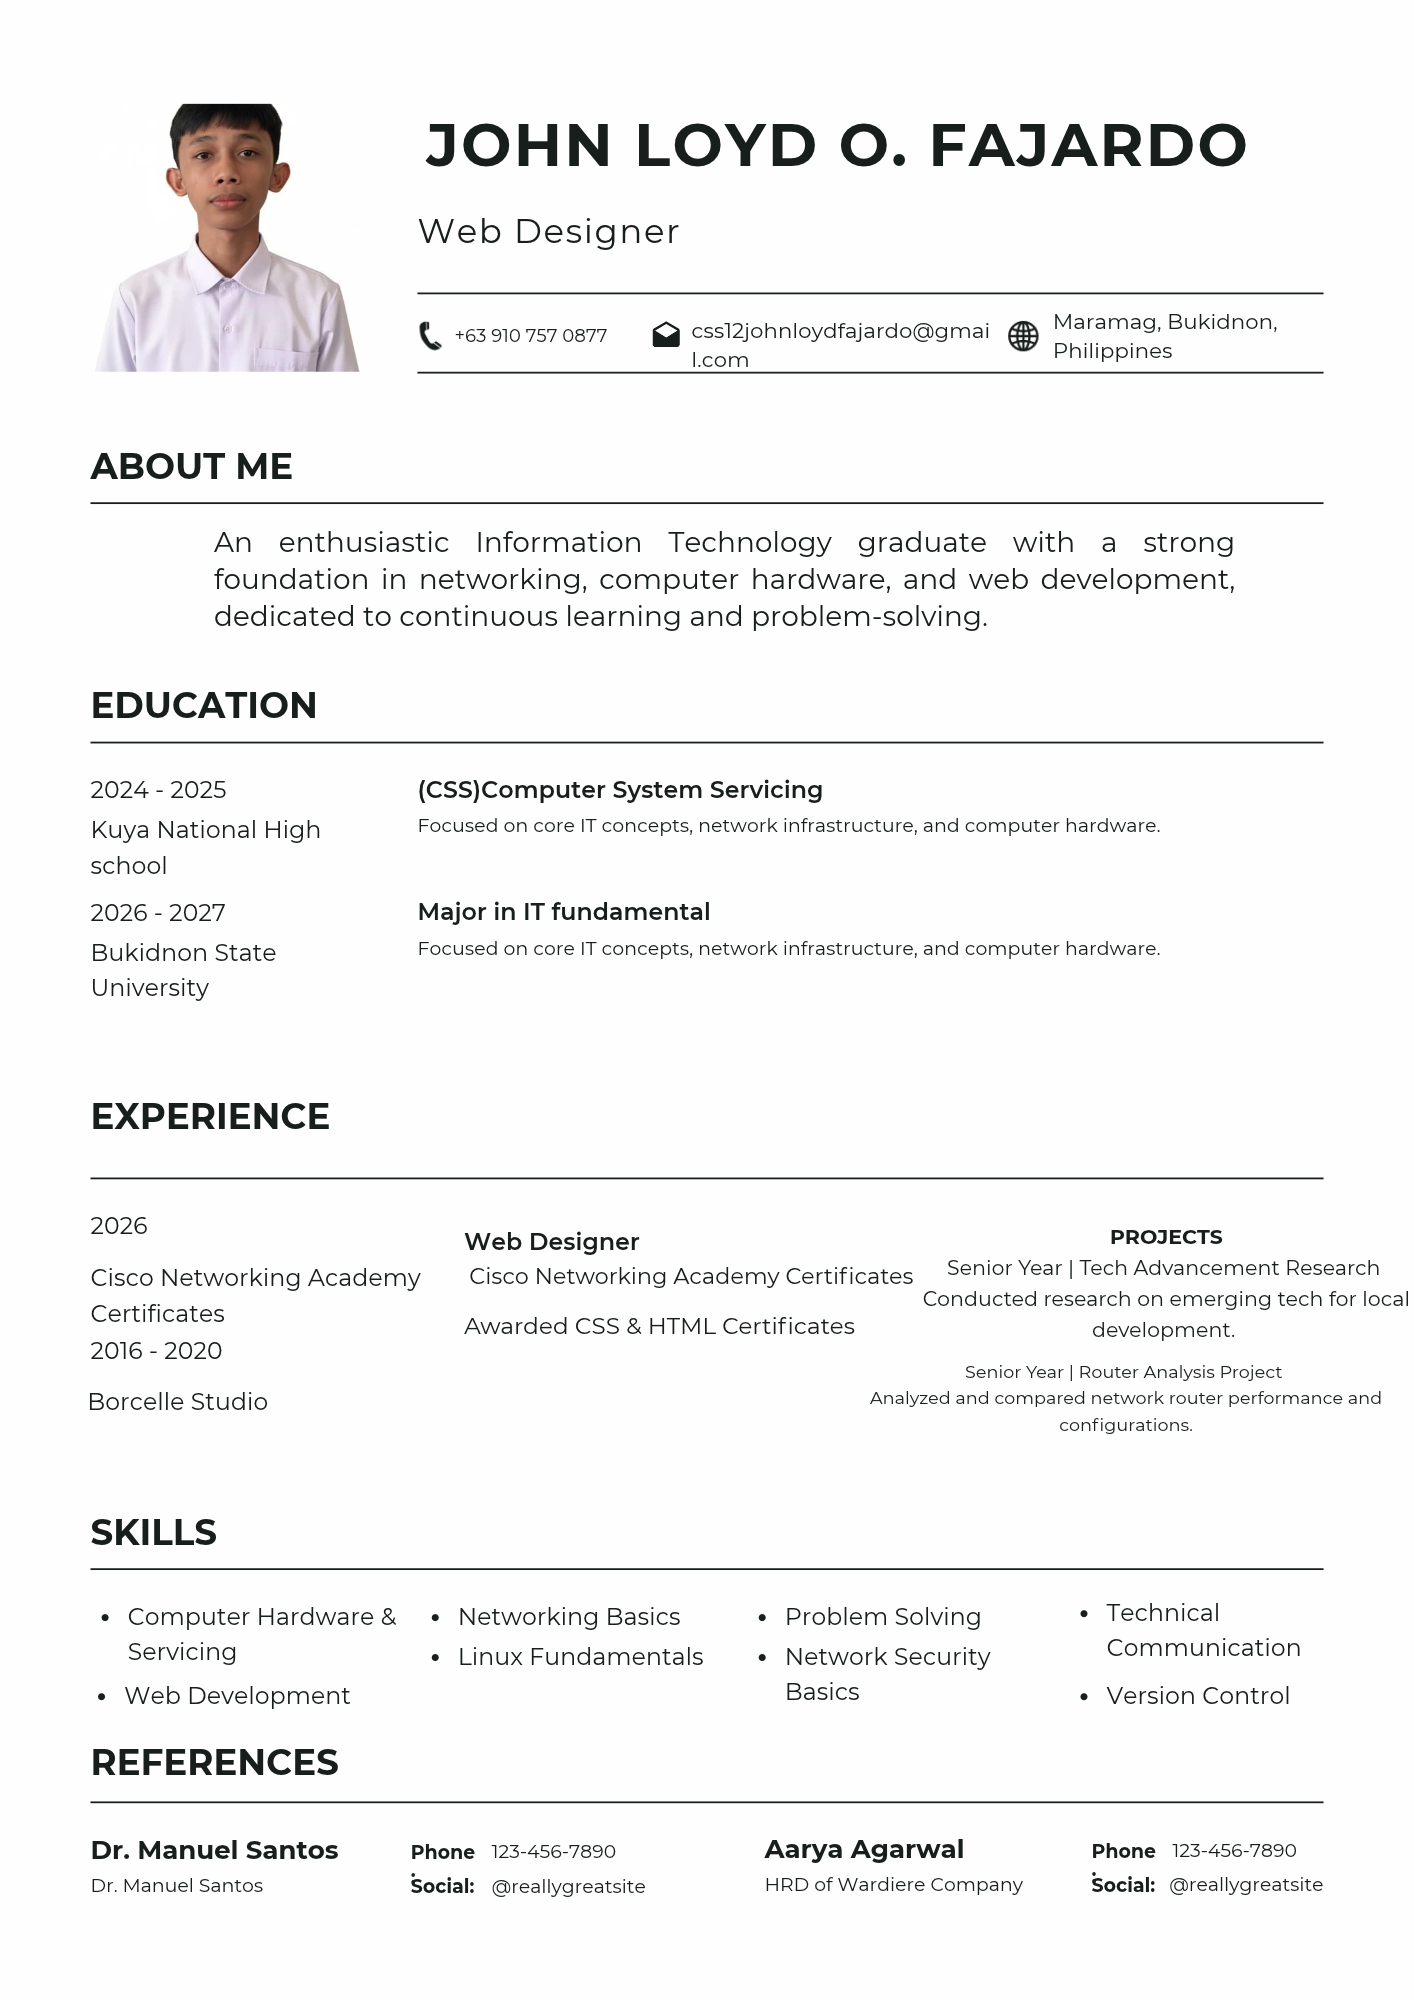 JOHN LOYD O. FAJARDO
Web Designer
+63 910 757 0877
css12johnloydfajardo@gmai
l.com
Maramag, Bukidnon,
Philippines
ABOUT ME
An enthusiastic Information Technology graduate with a strong
foundation in networking, computer hardware, and web development,
dedicated to continuous learning and problem-solving.
EDUCATION
2024 - 2025
Kuya National High
school
(CSS)Computer System Servicing
Focused on core IT concepts, network infrastructure, and computer hardware.
2026 - 2027
Bukidnon State
University
Major in IT fundamental
Focused on core IT concepts, network infrastructure, and computer hardware.
EXPERIENCE
2026
Cisco Networking Academy
Certificates
2016 - 2020
Borcelle Studio
Web Designer
Cisco Networking Academy Certificates
Awarded CSS & HTML Certificates
PROJECTS
Senior Year | Tech Advancement Research
Conducted research on emerging tech for local
development.
Senior Year | Router Analysis Project
Analyzed and compared network router performance and
configurations.
SKILLS
• Computer Hardware &
Servicing
• Web Development
• Networking Basics
• Linux Fundamentals
• Problem Solving
• Network Security
Basics
• Technical
Communication
• Version Control
REFERENCES
Dr. Manuel Santos
Dr. Manuel Santos
Phone 123-456-7890
:
Social: @reallygreatsite
Aarya Agarwal
HRD of Wardiere Company
Phone 123-456-7890
:
Social: @reallygreatsite